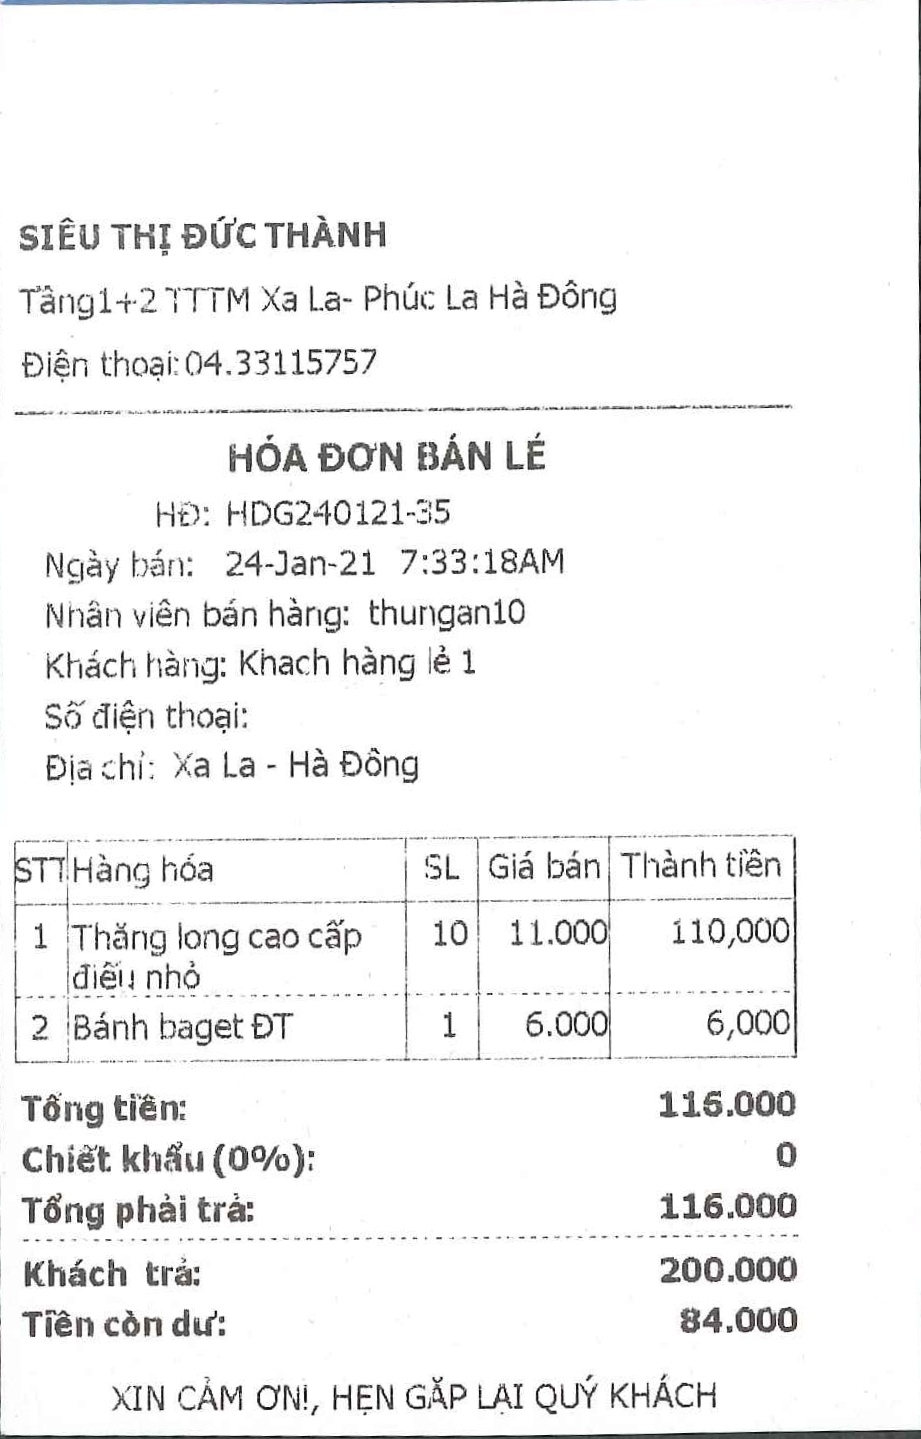 SIÊU THỊ ĐỨC THÀNH
Tầng1+2 TTTM Xa La- Phúc La Hà Đông
Điện thoại:04.33115757
HÓA ĐƠN BÁN LẺ
HĐ: HDG240121-35
Ngày bán: 24-Jan-21 7:33:18AM
Nhân viên bán hàng: thungan10
Khách hàng: Khach hàng lẻ 1
Số điện thoại:
Địa chỉ: Xa La - Hà Đông
STT Hàng hóa SL Giá bán Thành tiền
1 Thăng long cao cấp 10 11.000 110,000
điếu nhỏ
2 Bánh baget ĐT 1 6.000 6,000
Tổng tiền: 116.000
Chiết khấu (0%): 0
Tổng phải trả: 116.000
Khách trả: 200.000
Tiền còn dư: 84.000
XIN CẢM ƠN!, HẸN GẶP LẠI QUÝ KHÁCH